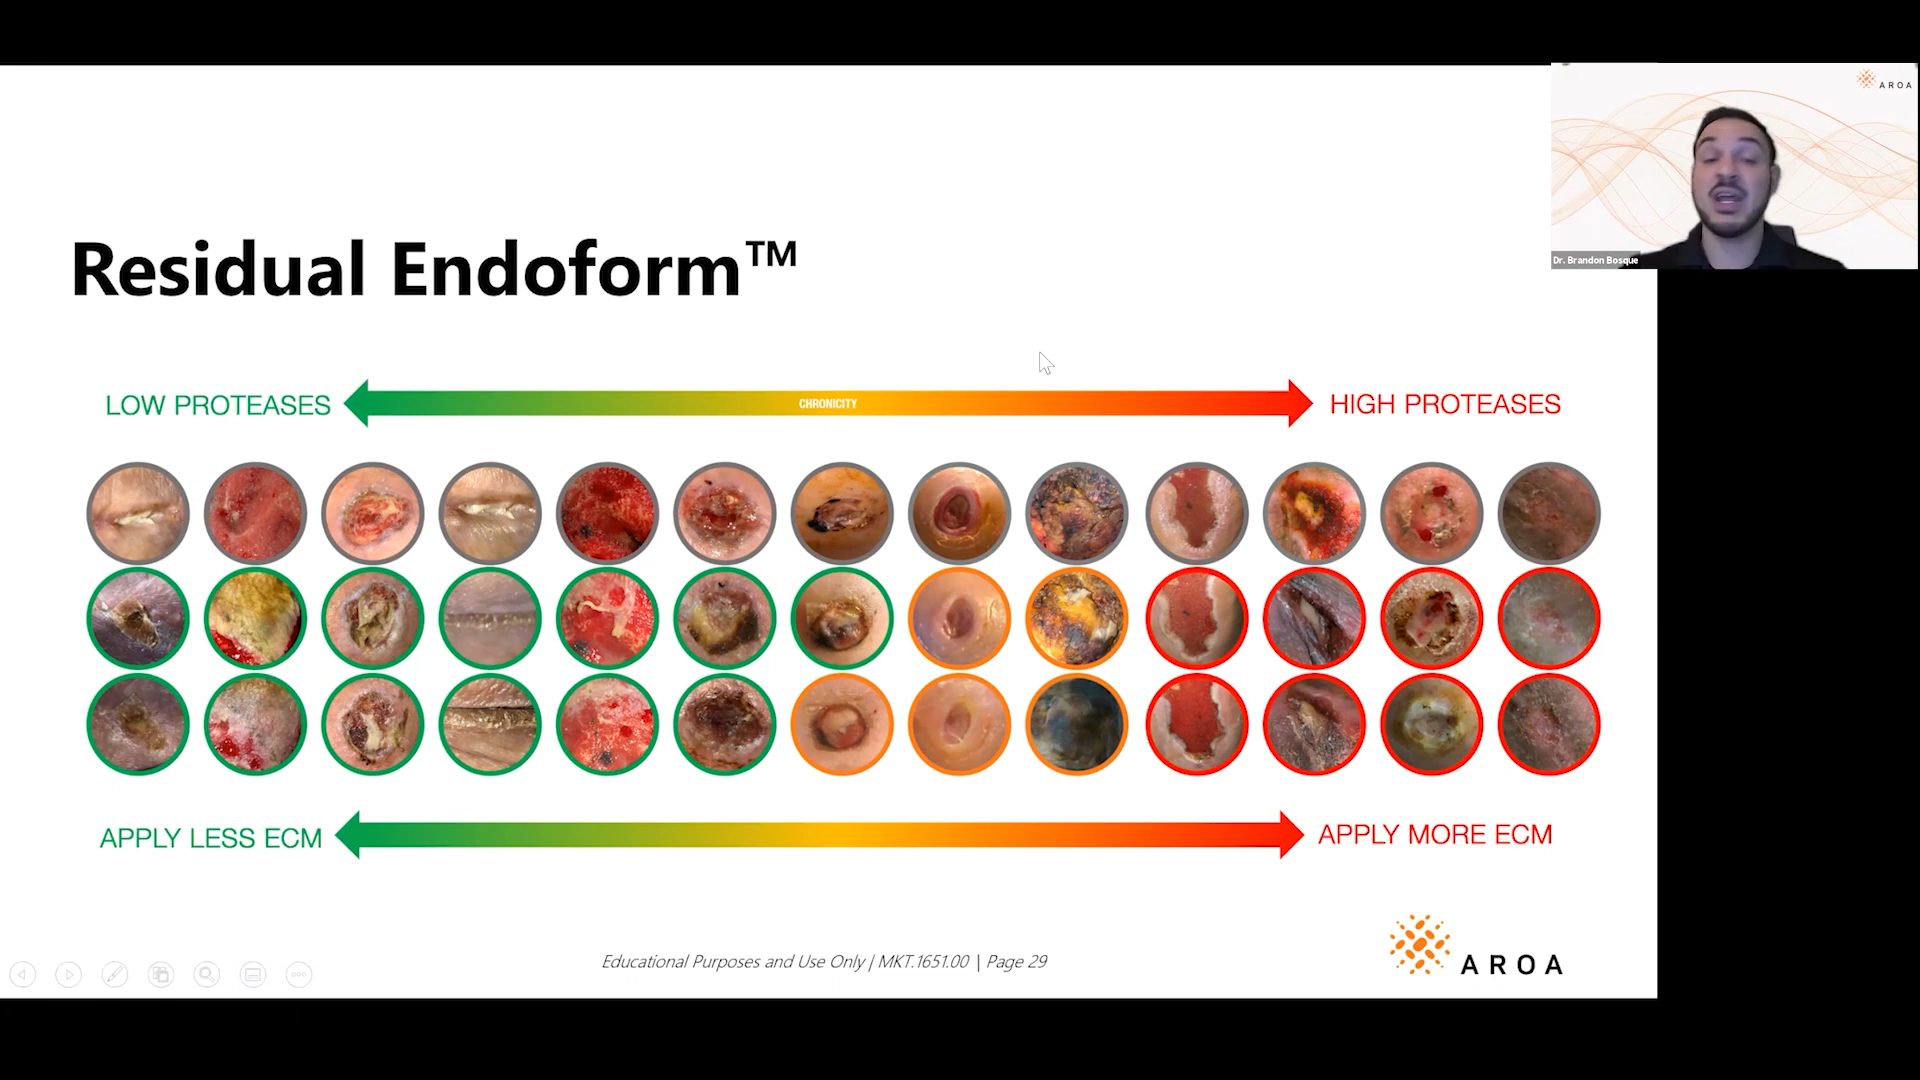 AROA
Dr. Brandon Bosque
Residual Endoform™
LOW PROTEASES
CHRONICITY
HIGH PROTEASES
APPLY LESS ECM
APPLY MORE ECM
Educational Purposes and Use Only | MKT.1651.00 | Page 29
AROA